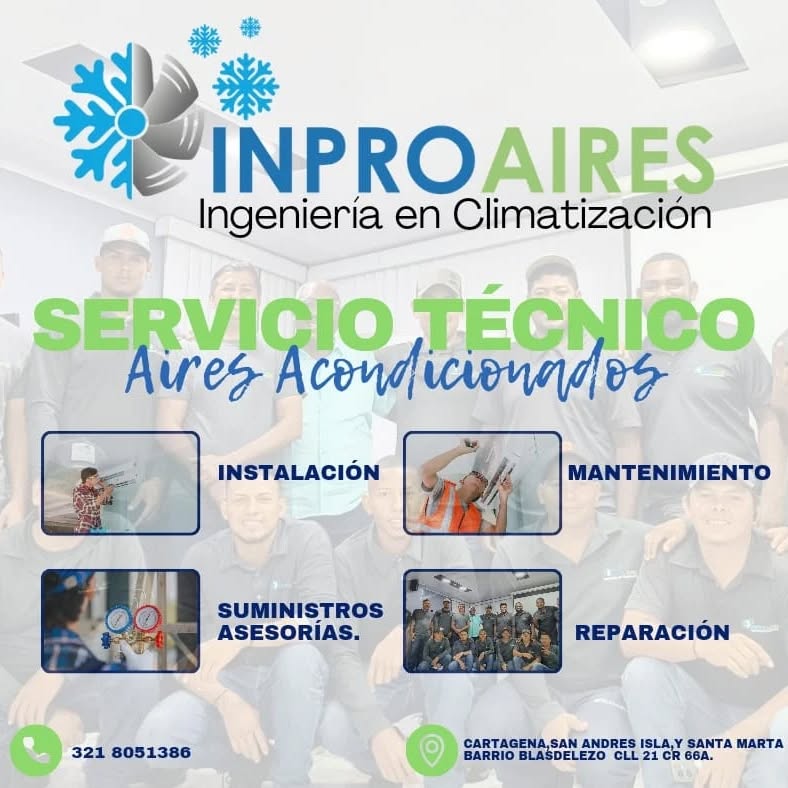 INPROAIRES
Ingeniería en Climatización
SERVICIO TÉCNICO
Aires Acondicionados
INSTALACIÓN
MANTENIMIENTO
SUMINISTROS
ASESORÍAS.
REPARACIÓN
321 8051386
CARTAGENA,SAN ANDRES ISLA,Y SANTA MARTA
BARRIO BLASDELEZO CLL 21 CR 66A.